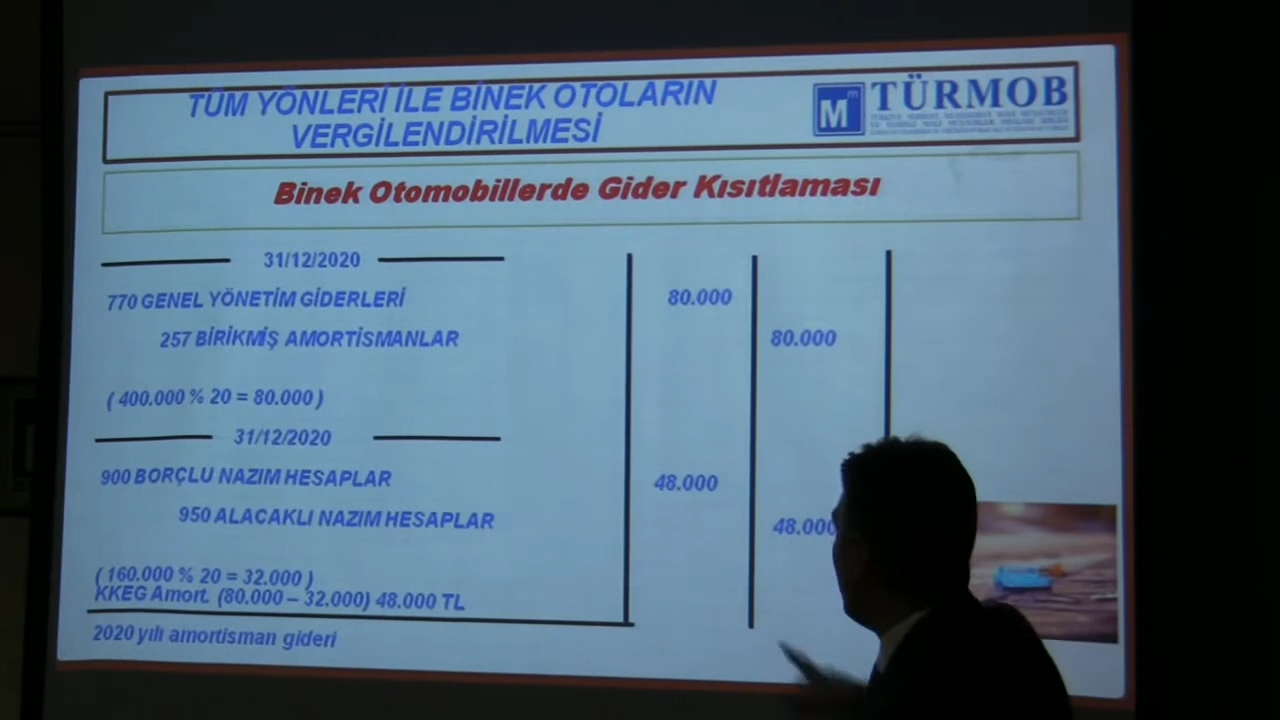 TÜM YÖNLERİ İLE BİNEK OTOLARIN
VERGİLENDİRİLMESİ
M
TÜRMOB
Binek Otomobillerde Gider Kısıtlaması
31/12/2020
770 GENEL YÖNETİM GİDERLERİ 80.000
257 BİRİKMİŞ AMORTİSMANLAR 80.000
( 400.000 % 20 = 80.000 )
31/12/2020
900 BORÇLU NAZIM HESAPLAR 48.000
950 ALACAKLI NAZIM HESAPLAR 48.000
( 160.000 % 20 = 32.000 )
KKEG Amort. (80.000 – 32.000) 48.000 TL
2020 yılı amortisman gideri